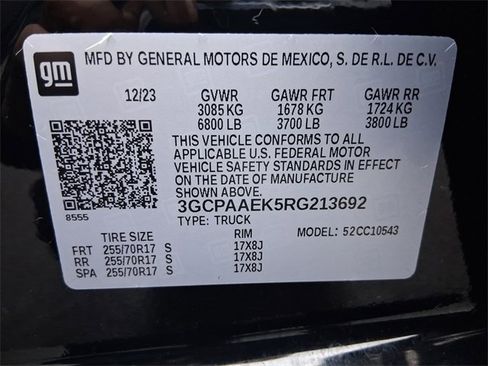 gm MFD BY GENERAL MOTORS DE MEXICO, S. DE R.L. DE C.V.
12/23 GVWR GAWR FRT GAWR RR
3085 KG 1678 KG 1724 KG
6800 LB 3700 LB 3800 LB
THIS VEHICLE CONFORMS TO ALL
APPLICABLE U.S. FEDERAL MOTOR
VEHICLE SAFETY STANDARDS IN EFFECT
ON THE DATE OF MANUFACTURE
SHOWN ABOVE.
8555 3GCPAAEK5RG213692
TYPE: TRUCK
TIRE SIZE RIM MODEL: 52CC10543
FRT 255/70R17 S 17X8J
RR 255/70R17 S 17X8J
SPA 255/70R17 S 17X8J